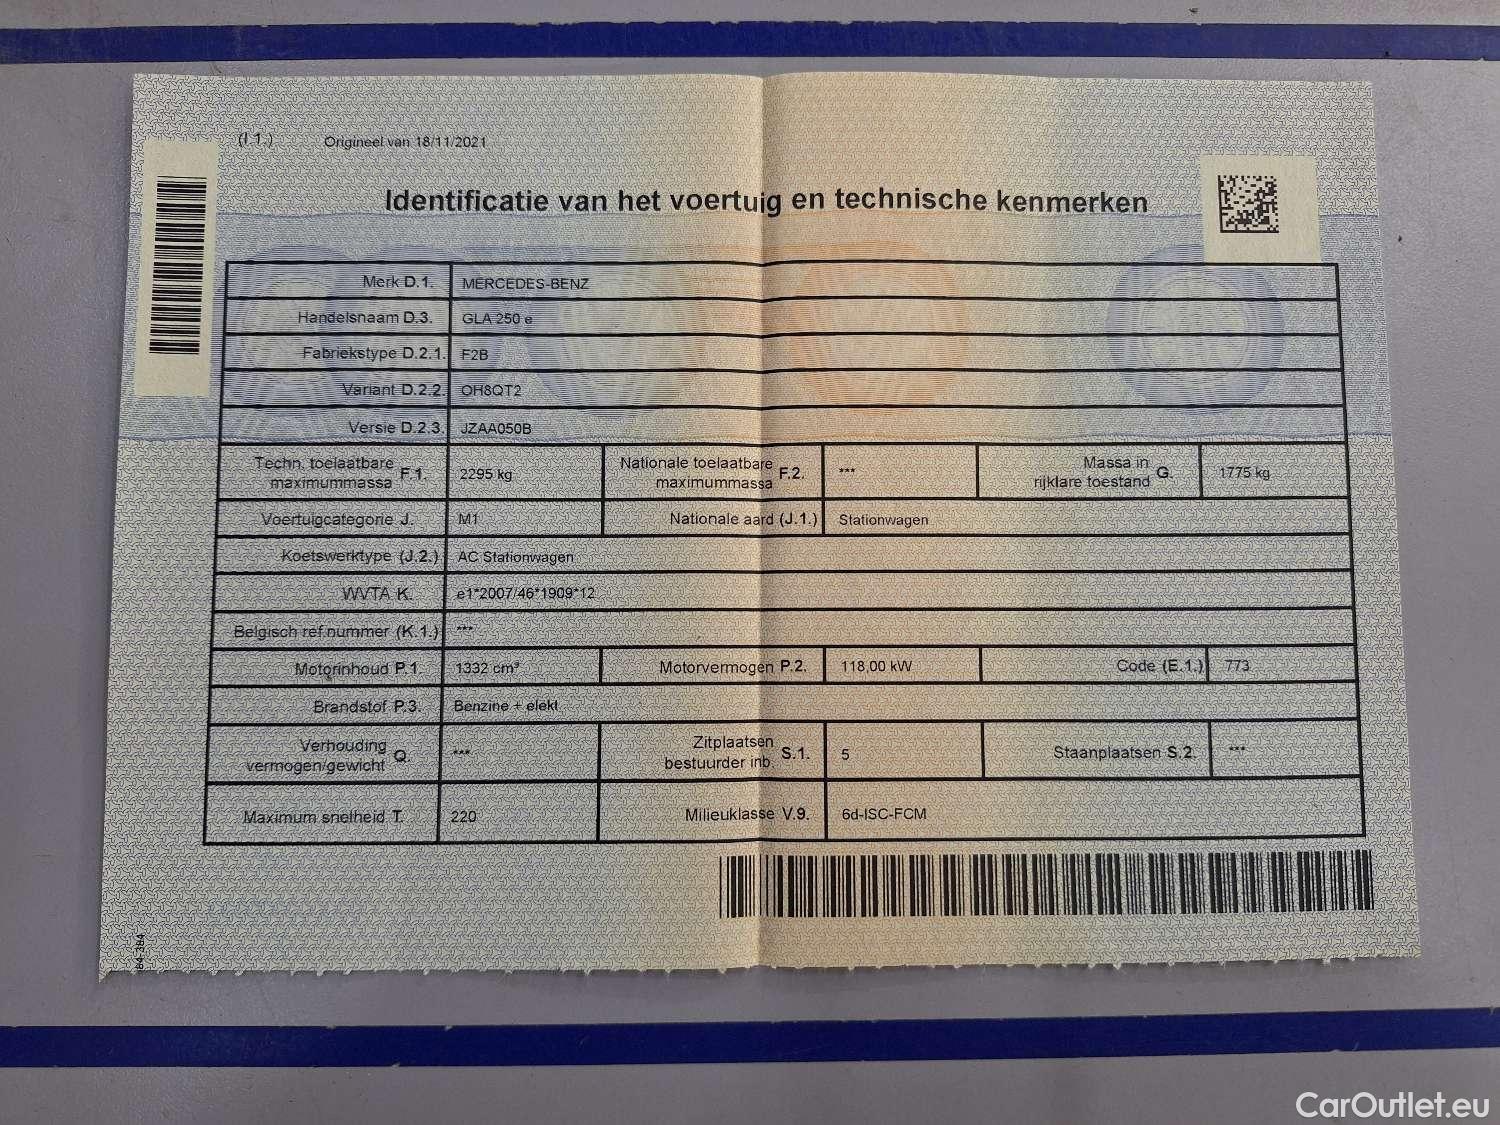 (I.1.) Origineel van 18/11/2021
Identificatie van het voertuig en technische kenmerken
Merk D.1. MERCEDES-BENZ
Handelsnaam D.3. GLA 250 e
Fabriekstype D.2.1. F2B
Variant D.2.2. OH8QT2
Versie D.2.3. JZAA050B
Techn. toelaatbare maximummassa F.1. 2295 kg Nationale toelaatbare maximummassa F.2. *** Massa in rijklare toestand G. 1775 kg
Voertuigcategorie J. M1 Nationale aard (J.1.) Stationwagen
Koetswerktype (J.2.) AC Stationwagen
WVTA K. e1*2007/46*1909*12
Belgisch ref.nummer (K.1.) ***
Motorinhoud P.1. 1332 cm³ Motorvermogen P.2. 118,00 kW Code (E.1.) 773
Brandstof P.3. Benzine + elekt
Verhouding vermogen/gewicht Q. *** Zitplaatsen bestuurder inb. S.1. 5 Staanplaatsen S.2. ***
Maximum snelheid T. 220 Milieuklasse V.9. 6d-ISC-FCM
84-384
CarOutlet.eu